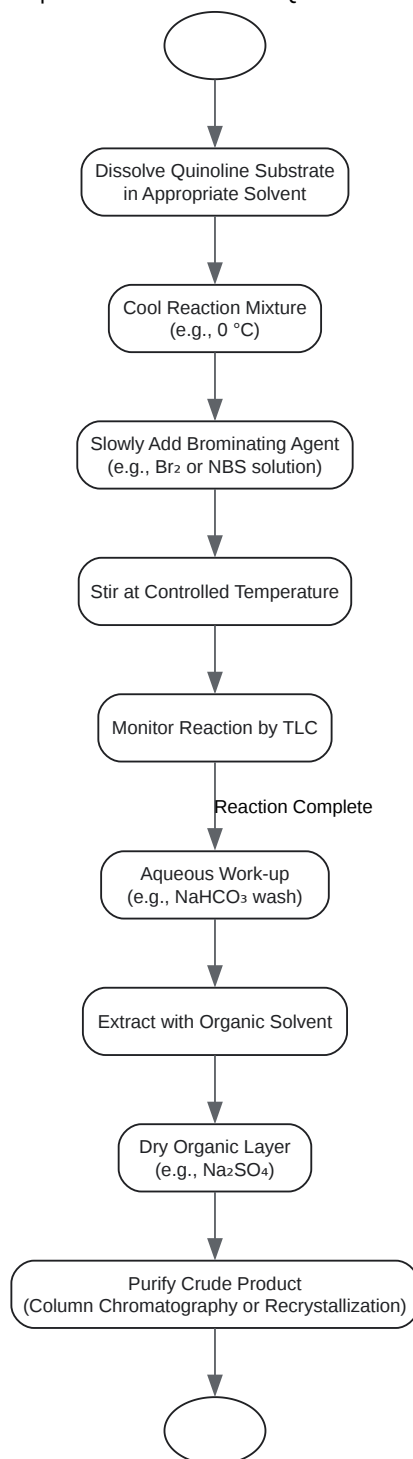 Dissolve Quinoline Substrate
in Appropriate Solvent
Cool Reaction Mixture
(e.g., 0 °C)
Slowly Add Brominating Agent
(e.g., Br₂ or NBS solution)
Stir at Controlled Temperature
Monitor Reaction by TLC
Reaction Complete
Aqueous Work-up
(e.g., NaHCO₃ wash)
Extract with Organic Solvent
Dry Organic Layer
(e.g., Na₂SO₄)
Purify Crude Product
(Column Chromatography or Recrystallization)